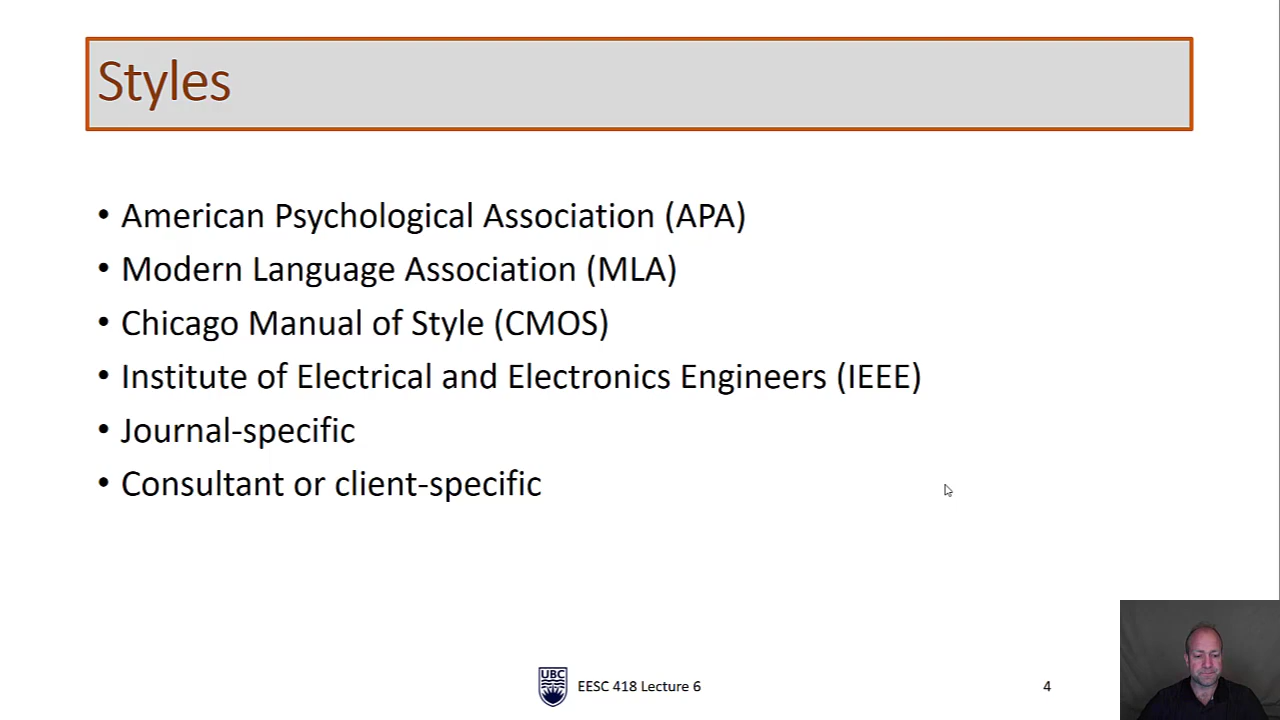 Styles
• American Psychological Association (APA)
• Modern Language Association (MLA)
• Chicago Manual of Style (CMOS)
• Institute of Electrical and Electronics Engineers (IEEE)
• Journal-specific
• Consultant or client-specific
UBC
EESC 418 Lecture 6
4